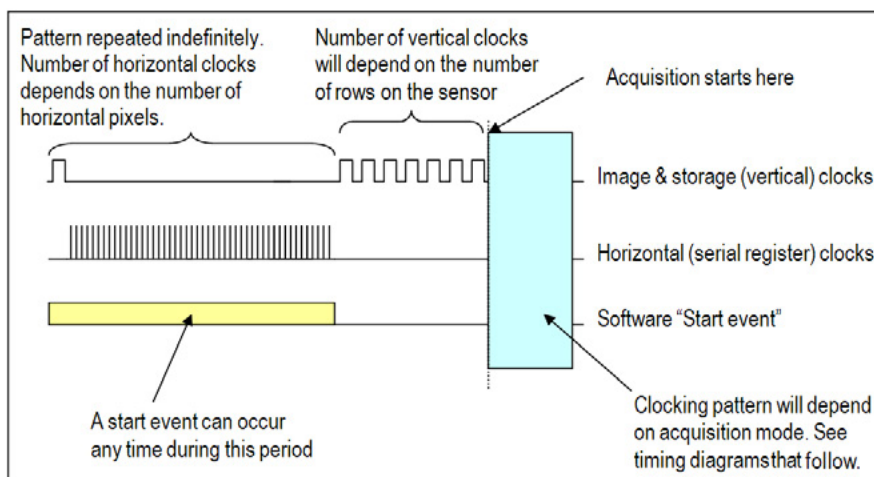 Pattern repeated indefinitely.
Number of horizontal clocks
depends on the number of
horizontal pixels.
Number of vertical clocks
will depend on the number
of rows on the sensor
Acquisition starts here
Image & storage (vertical) clocks
Horizontal (serial register) clocks
Software “Start event”
A start event can occur
any time during this period
Clocking pattern will depend
on acquisition mode. See
timing diagrams that follow.